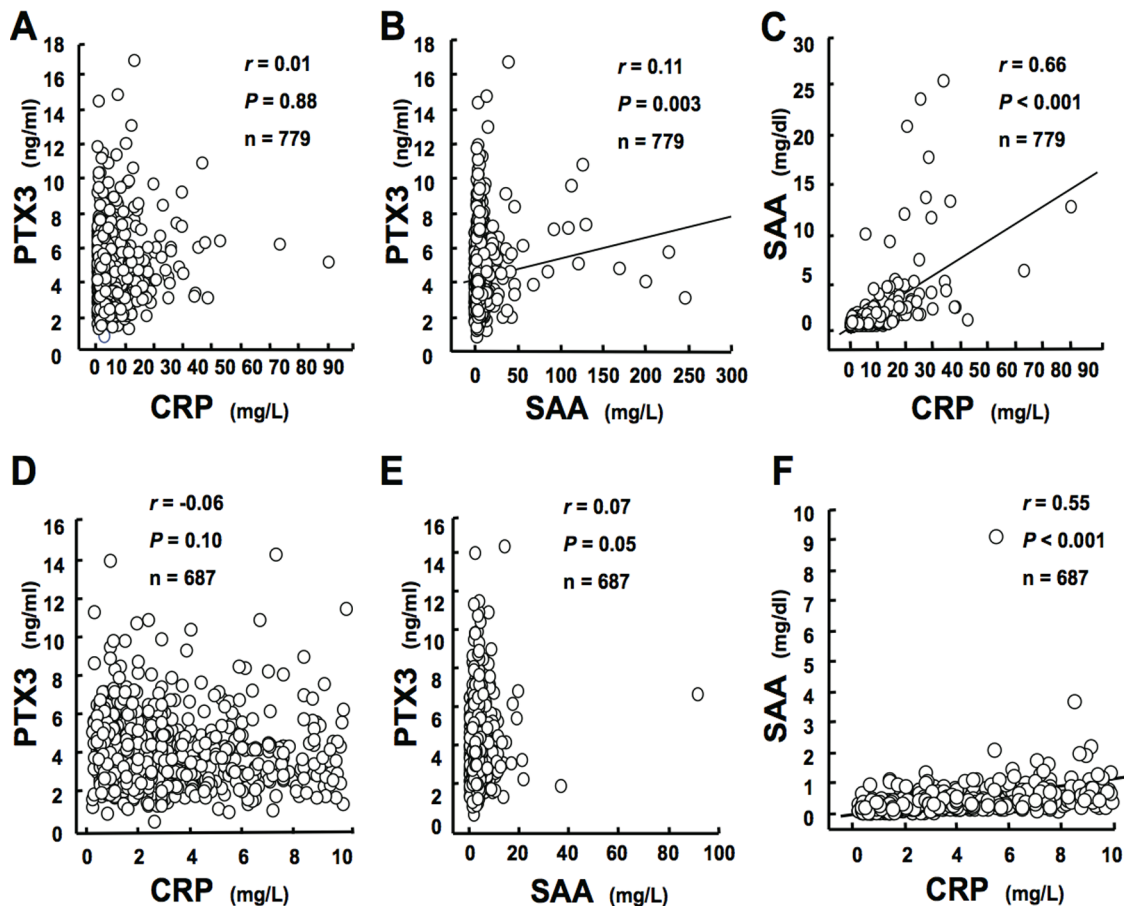 A
18
16
14
12
10
8
6
4
2
0
PTX3 (ng/ml)
r = 0.01
P = 0.88
n = 779
0 10 20 30 40 50 60 70 80 90
CRP (mg/L)
B
18
16
14
12
10
8
6
4
2
0
PTX3 (ng/ml)
r = 0.11
P = 0.003
n = 779
0 50 100 150 200 250 300
SAA (mg/L)
C
30
25
20
15
10
5
0
SAA (mg/dl)
r = 0.66
P < 0.001
n = 779
0 10 20 30 40 50 60 70 80 90
CRP (mg/L)
D
16
14
12
10
8
6
4
2
0
PTX3 (ng/ml)
r = -0.06
P = 0.10
n = 687
0 2 4 6 8 10
CRP (mg/L)
E
16
14
12
10
8
6
4
2
0
PTX3 (ng/ml)
r = 0.07
P = 0.05
n = 687
0 20 40 60 80 100
SAA (mg/L)
F
10
9
8
7
6
5
4
3
2
1
0
SAA (mg/dl)
r = 0.55
P < 0.001
n = 687
0 2 4 6 8 10
CRP (mg/L)